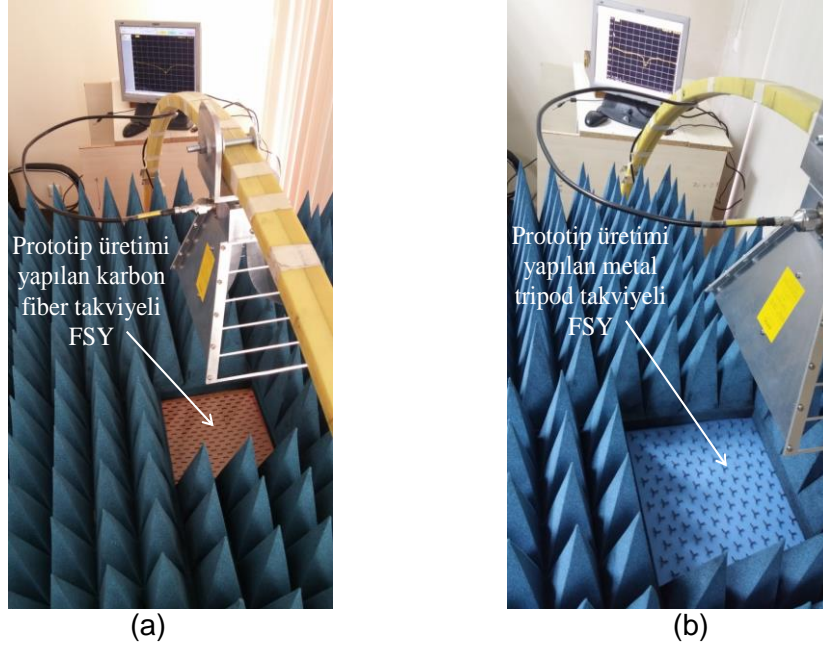 Prototip üretimi
yapılan karbon
fiber takviyeli
FSY
Prototip üretimi
yapılan metal
tripod takviyeli
FSY
(a)
(b)